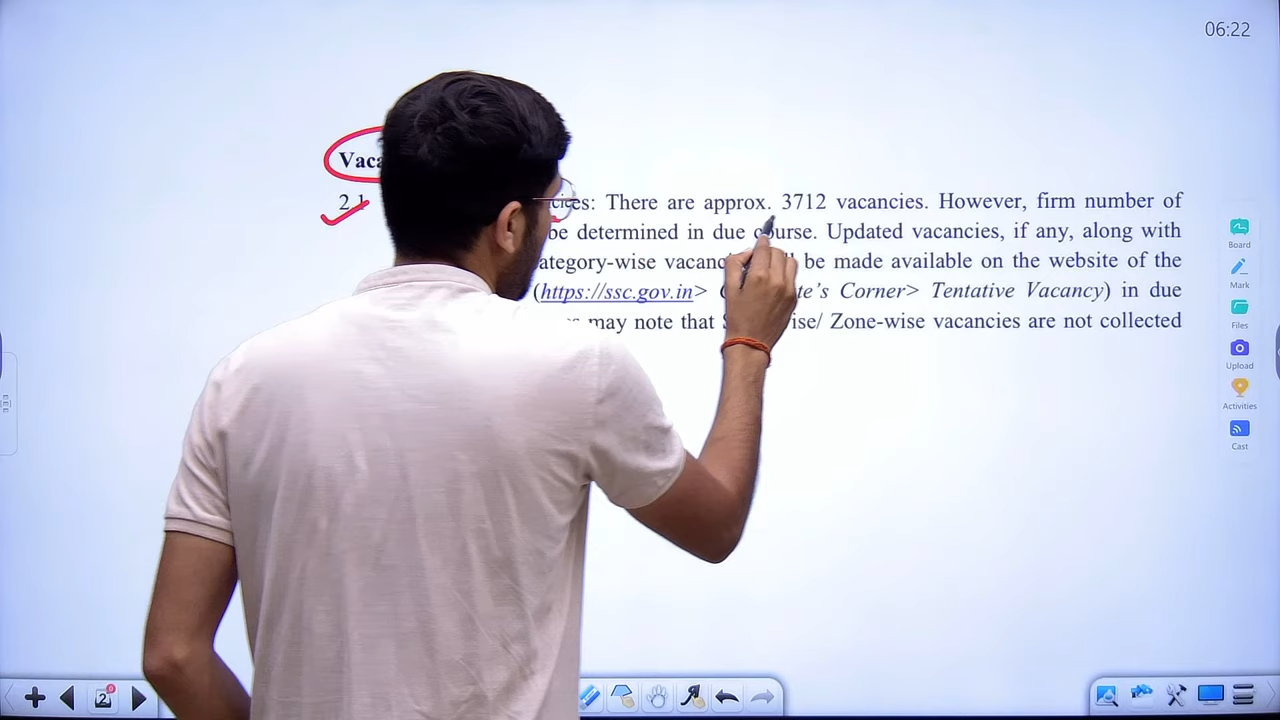 06:22
Vaca
2.1 cies: There are approx. 3712 vacancies. However, firm number of
be determined in due course. Updated vacancies, if any, along with
ategory-wise vacanc be made available on the website of the
(https://ssc.gov.in> te's Corner> Tentative Vacancy) in due
may note that ise/ Zone-wise vacancies are not collected
Board
Mark
Files
Upload
Activities
Cast
2